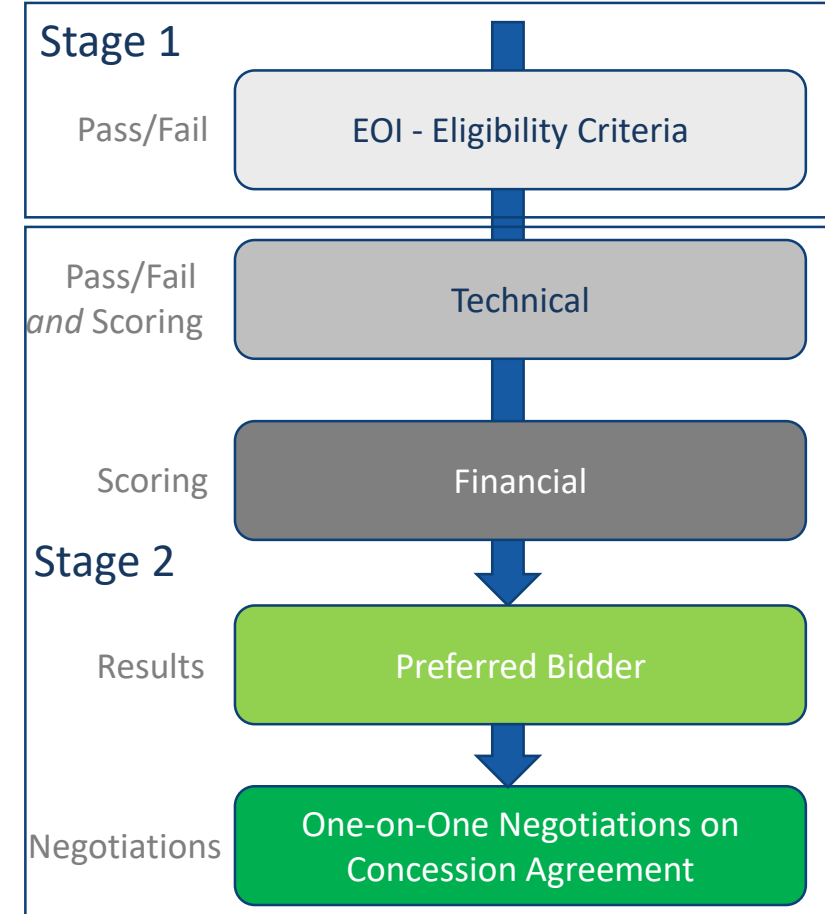 Stage 1
Pass/Fail
EOI - Eligibility Criteria
Pass/Fail
and Scoring
Technical
Scoring
Financial
Stage 2
Results
Preferred Bidder
Negotiations
One-on-One Negotiations on
Concession Agreement